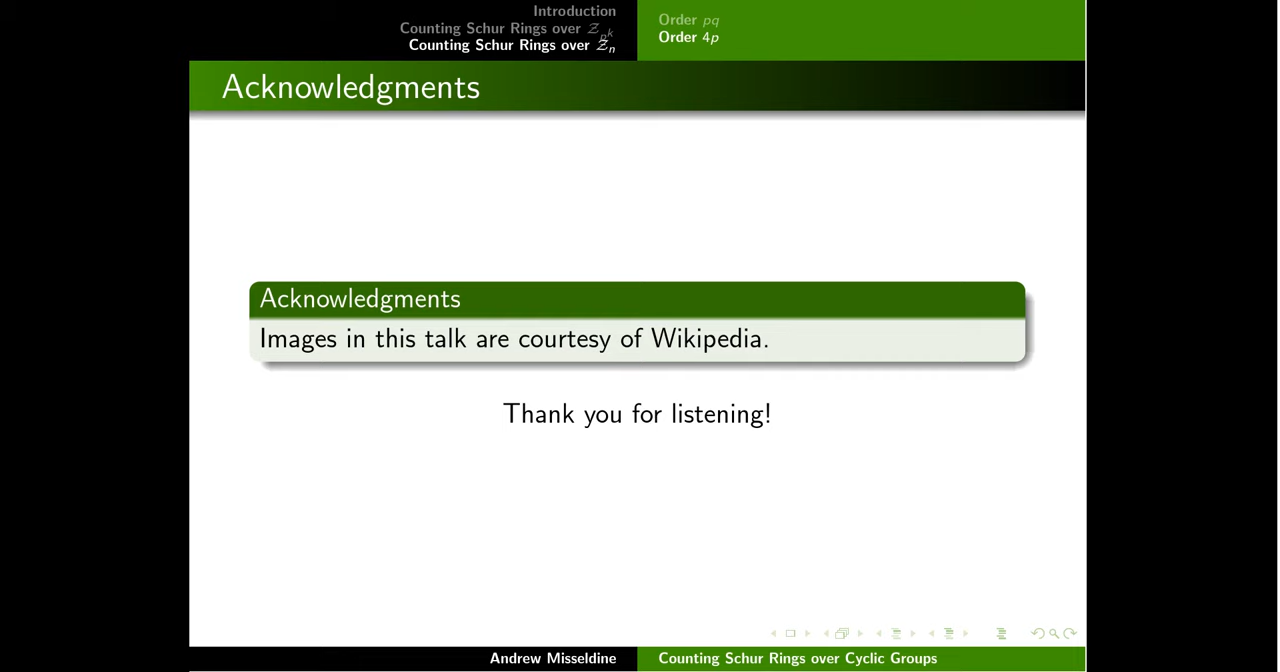 Introduction
Counting Schur Rings over 𝒵_{p^k}
Counting Schur Rings over 𝒵_n
Order pq
Order 4p
Acknowledgments
Acknowledgments
Images in this talk are courtesy of Wikipedia.
Thank you for listening!
Andrew Misseldine
Counting Schur Rings over Cyclic Groups